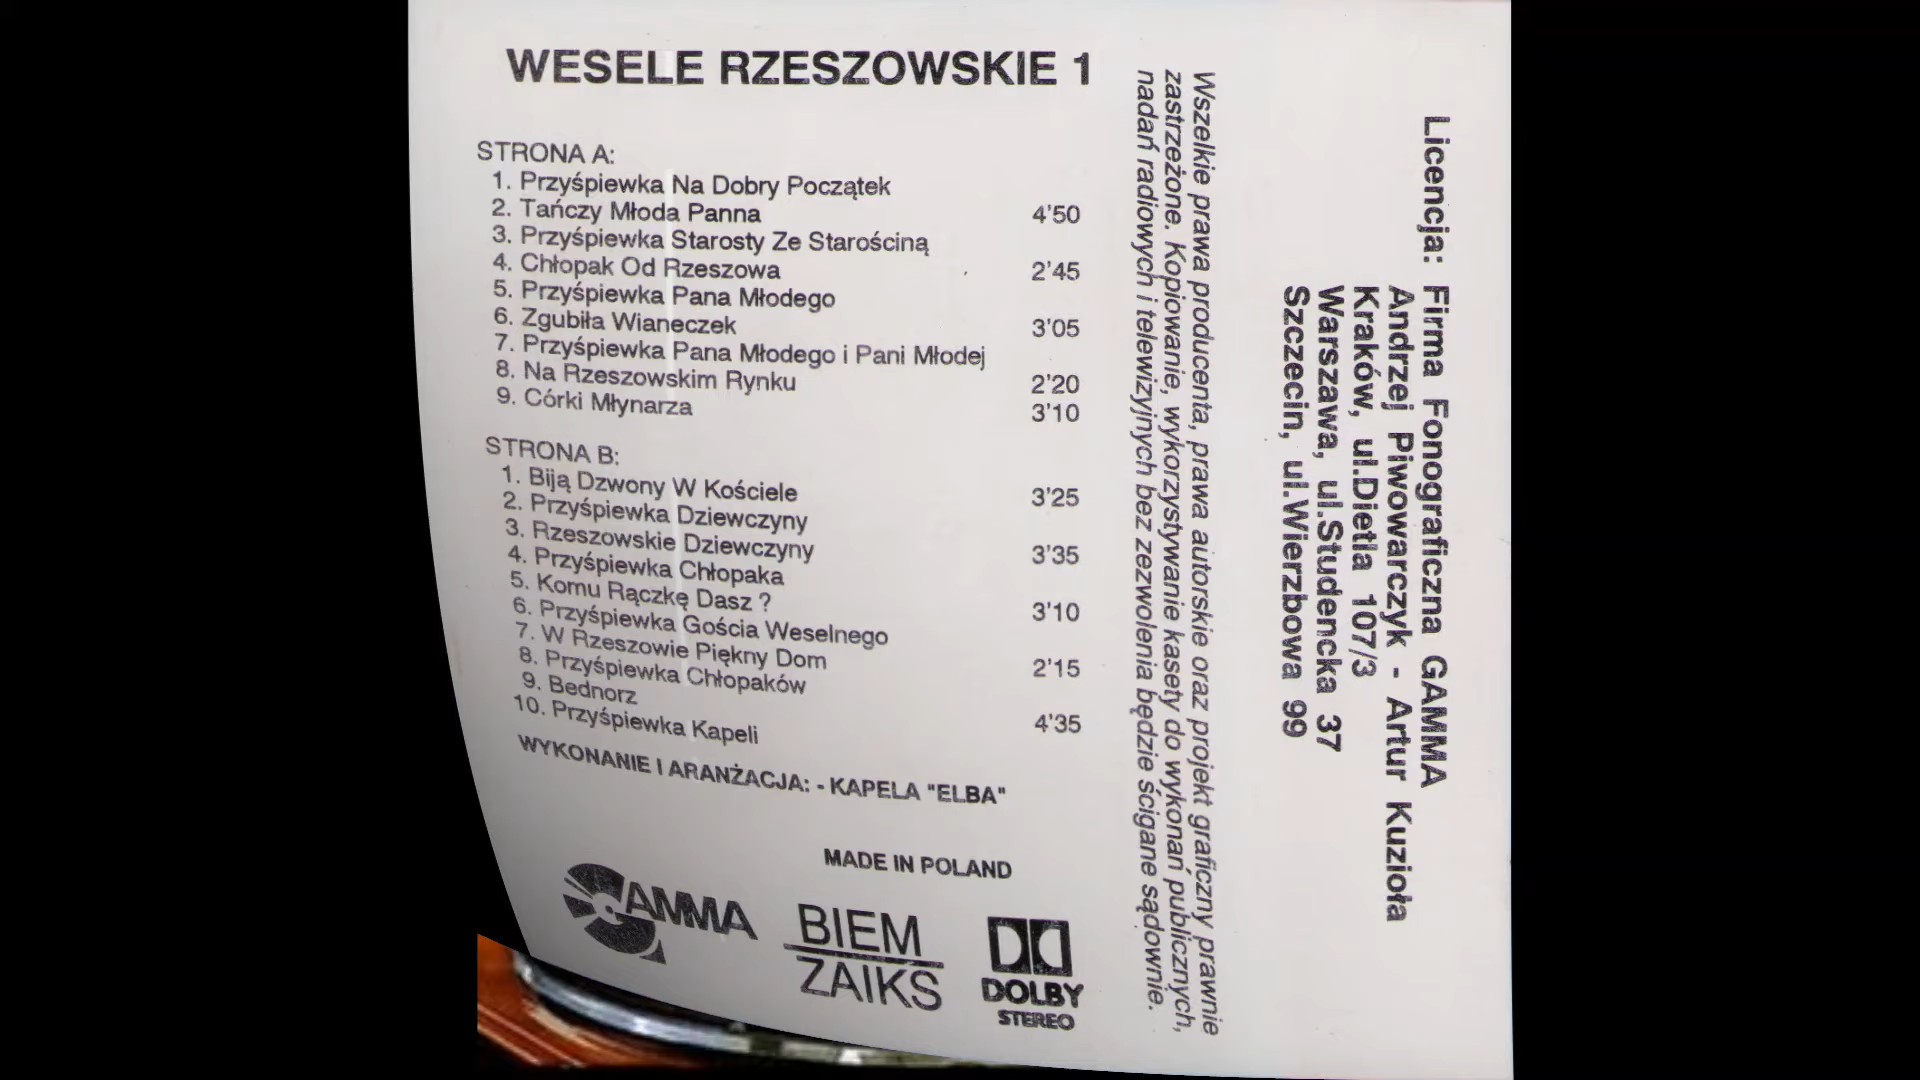 WESELE RZESZOWSKIE 1
STRONA A:
1. Przyśpiewka Na Dobry Początek
2. Tańczy Młoda Panna 4'50
3. Przyśpiewka Starosty Ze Starościną
4. Chłopak Od Rzeszowa 2'45
5. Przyśpiewka Pana Młodego
6. Zgubiła Wianeczek 3'05
7. Przyśpiewka Pana Młodego i Pani Młodej
8. Na Rzeszowskim Rynku 2'20
9. Córki Młynarza 3'10
STRONA B:
1. Biją Dzwony W Kościele 3'25
2. Przyśpiewka Dziewczyny
3. Rzeszowskie Dziewczyny 3'35
4. Przyśpiewka Chłopaka
5. Komu Rączkę Dasz ? 3'10
6. Przyśpiewka Gościa Weselnego
7. W Rzeszowie Piękny Dom 2'15
8. Przyśpiewka Chłopaków
9. Bednorz 4'35
10. Przyśpiewka Kapeli
WYKONANIE I ARANŻACJA: - KAPELA "ELBA"
MADE IN POLAND
GAMMA
BIEM
ZAIKS
DOLBY
STEREO
Wszelkie prawa producenta, prawa autorskie oraz projekt graficzny prawnie
zastrzeżone. Kopiowanie, wykorzystywanie kasety do wykonań publicznych,
nadań radiowych i telewizyjnych bez zezwolenia będzie ścigane sądownie.
Licencja: Firma Fonograficzna GAMMA
Andrzej Piwowarczyk - Artur Kuzioła
Kraków, ul.Dietla 107/3
Warszawa, ul.Studencka 37
Szczecin, ul.Wierzbowa 99